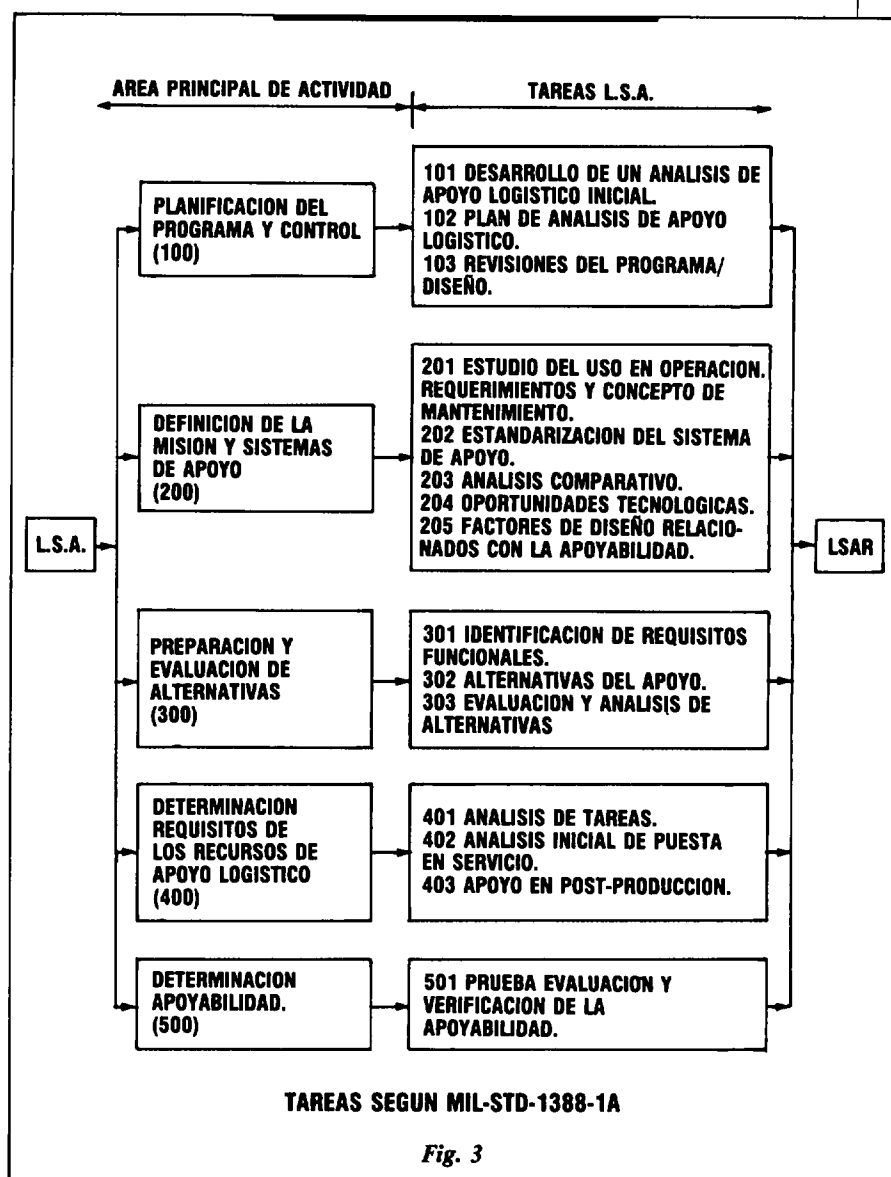 AREA PRINCIPAL DE ACTIVIDAD
TAREAS L.S.A.
L.S.A.
PLANIFICACION DEL
PROGRAMA Y CONTROL
(100)
101 DESARROLLO DE UN ANALISIS DE
APOYO LOGISTICO INICIAL.
102 PLAN DE ANALISIS DE APOYO
LOGISTICO.
103 REVISIONES DEL PROGRAMA/
DISEÑO.
DEFINICION DE LA
MISION Y SISTEMAS
DE APOYO
(200)
201 ESTUDIO DEL USO EN OPERACION.
REQUERIMIENTOS Y CONCEPTO DE
MANTENIMIENTO.
202 ESTANDARIZACION DEL SISTEMA
DE APOYO.
203 ANALISIS COMPARATIVO.
204 OPORTUNIDADES TECNOLOGICAS.
205 FACTORES DE DISEÑO RELACIO-
NADOS CON LA APOYABILIDAD.
PREPARACION Y
EVALUACION DE
ALTERNATIVAS
(300)
301 IDENTIFICACION DE REQUISITOS
FUNCIONALES.
302 ALTERNATIVAS DEL APOYO.
303 EVALUACION Y ANALISIS DE
ALTERNATIVAS
DETERMINACION
REQUISITOS DE
LOS RECURSOS DE
APOYO LOGISTICO
(400)
401 ANALISIS DE TAREAS.
402 ANALISIS INICIAL DE PUESTA
EN SERVICIO.
403 APOYO EN POST-PRODUCCION.
DETERMINACION
APOYABILIDAD.
(500)
501 PRUEBA EVALUACION Y
VERIFICACION DE LA
APOYABILIDAD.
LSAR
TAREAS SEGUN MIL-STD-1388-1A
Fig. 3